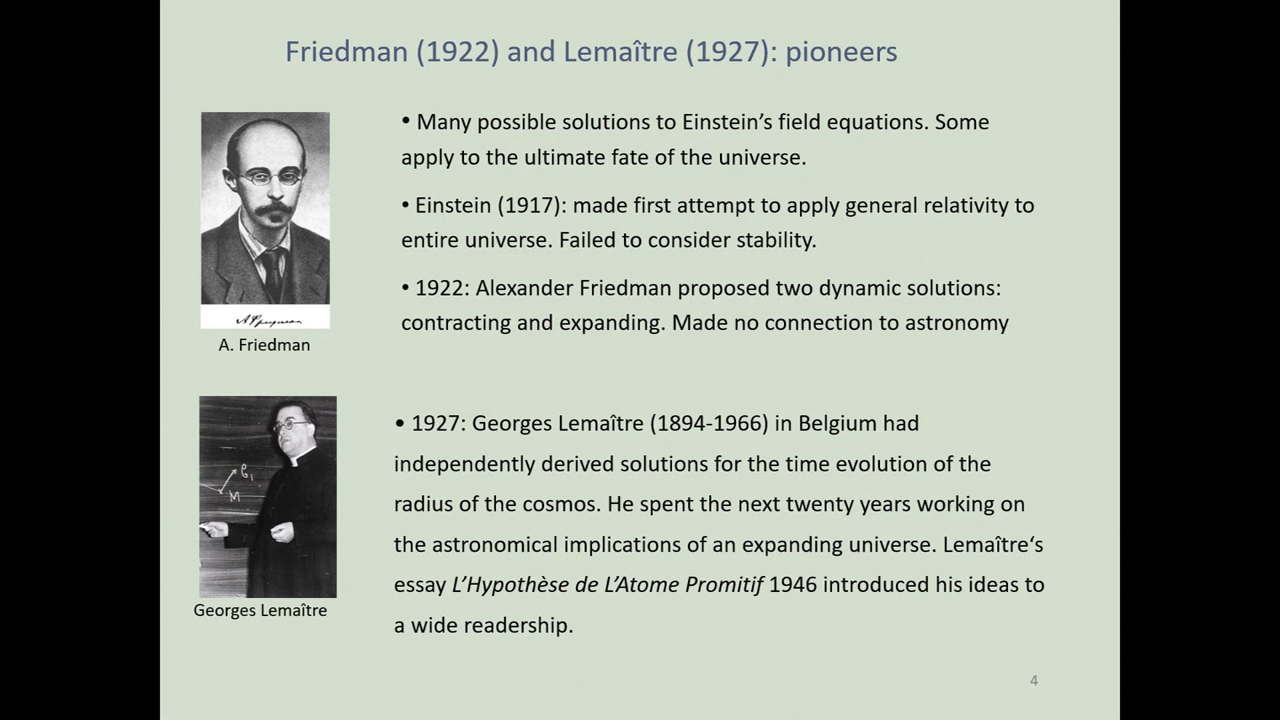 Friedman (1922) and Lemaître (1927): pioneers
• Many possible solutions to Einstein’s field equations. Some
apply to the ultimate fate of the universe.
• Einstein (1917): made first attempt to apply general relativity to
entire universe. Failed to consider stability.
• 1922: Alexander Friedman proposed two dynamic solutions:
contracting and expanding. Made no connection to astronomy
A. Friedman
• 1927: Georges Lemaître (1894-1966) in Belgium had
independently derived solutions for the time evolution of the
radius of the cosmos. He spent the next twenty years working on
the astronomical implications of an expanding universe. Lemaître‘s
essay L’Hypothèse de L’Atome Promitif 1946 introduced his ideas to
a wide readership.
M
Georges Lemaître
4